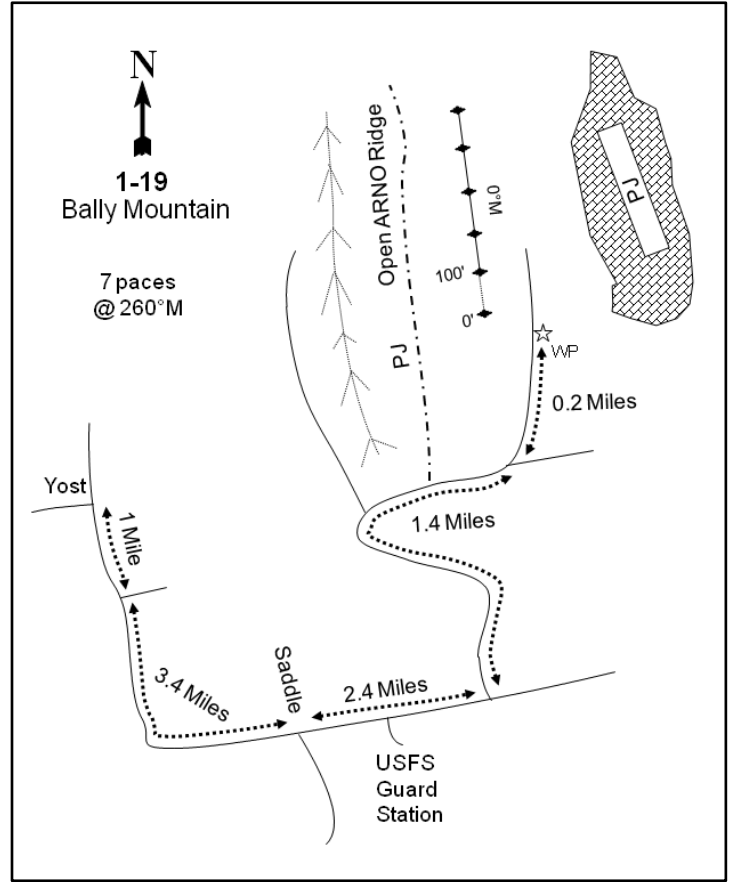 N
1-19
Bally Mountain
7 paces
@ 260°M
Open ARNO Ridge
PJ
0°M
100'
0'
PJ
WP
0.2 Miles
Yost
1 Mile
1.4 Miles
3.4 Miles
Saddle
2.4 Miles
USFS
Guard
Station